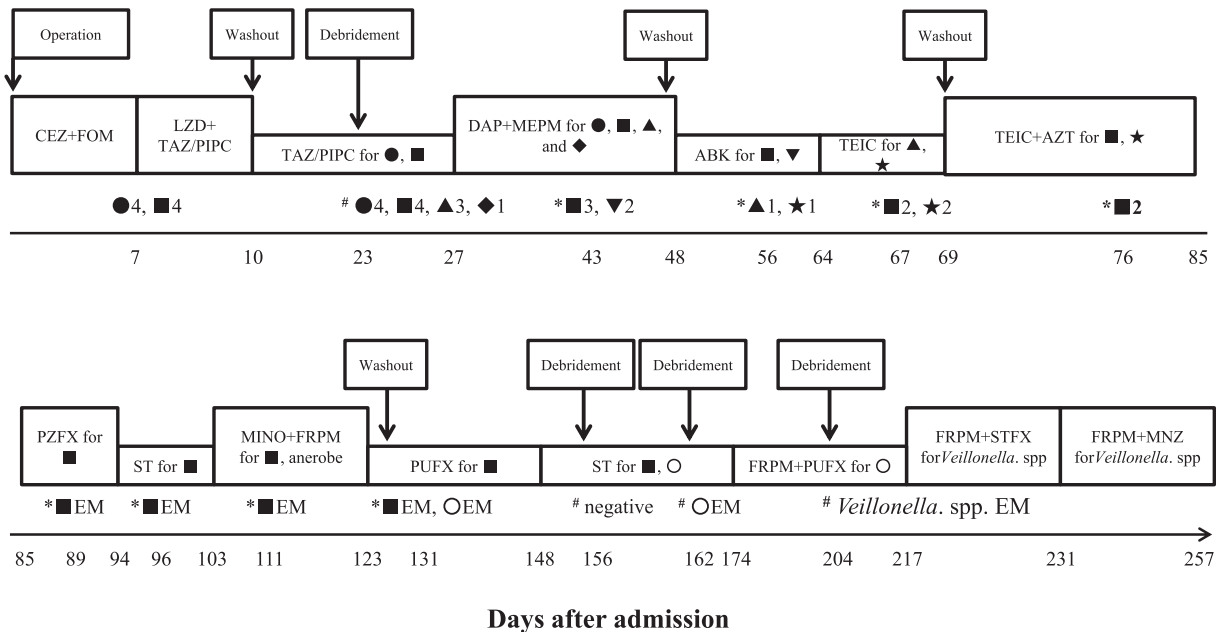 Operation
Washout
Debridement
Washout
Washout
CEZ+FOM
LZD+
TAZ/PIPC
TAZ/PIPC for ●, ■
DAP+MEPM for ●, ■, ▲,
and ◆
ABK for ■, ▼
TEIC for ▲,
★
TEIC+AZT for ■, ★
●4, ■4
# ●4, ■4, ▲3, ◆1
*■3, ▼2
*▲1, ★1
*■2, ★2
*■2
7 10 23 27 43 48 56 64 67 69 76 85
Washout
Debridement
Debridement
Debridement
PZFX for
■
ST for ■
MINO+FRPM
for ■, anerobe
PUFX for ■
ST for ■, ○
FRPM+PUFX for ○
FRPM+STFX
forVeillonella. spp
FRPM+MNZ
forVeillonella. spp
*■EM
*■EM
*■EM
*■EM, ○EM
# negative
# ○EM
# Veillonella. spp. EM
85 89 94 96 103 111 123 131 148 156 162 174 204 217 231 257
Days after admission